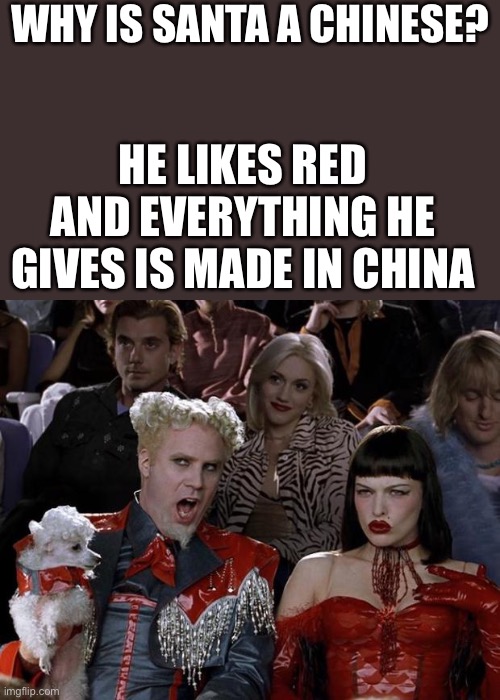 WHY IS SANTA A CHINESE?
HE LIKES RED
AND EVERYTHING HE
GIVES IS MADE IN CHINA
imgflip.com